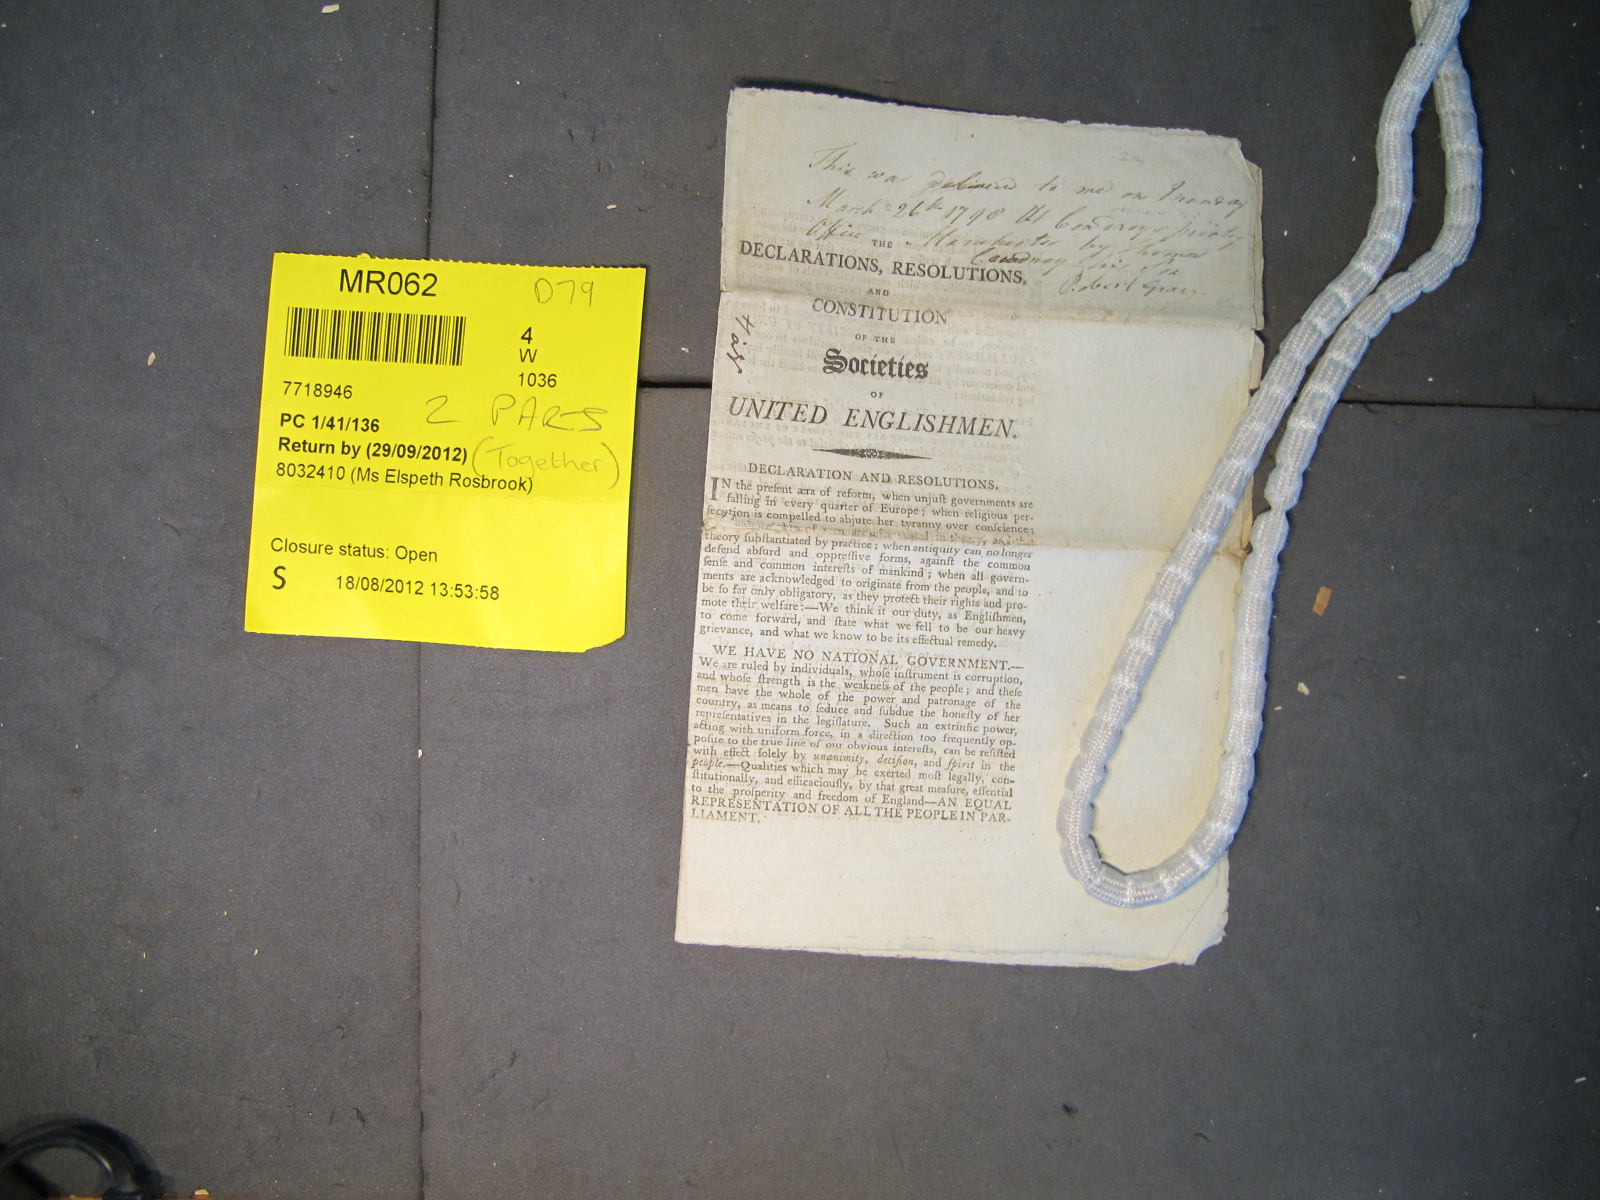 MR062
D79
4
W
1036
7718946
2 PARTS
PC 1/41/136
Return by (29/09/2012)
(Together)
8032410 (Ms Elspeth Rosbrook)
Closure status: Open
S
18/08/2012 13:53:58
This was delivered to me on Monday
March 26th 1798 At Cowdroys printing
Office Manchester by Thomas
Cowdroy his Son
Robert Gray.
THE
DECLARATIONS, RESOLUTIONS,
AND
CONSTITUTION
OF THE
Societies
OF
UNITED ENGLISHMEN.
DECLARATION AND RESOLUTIONS.
IN the preſent æra of reform, when unjuſt governments are
falling in every quarter of Europe; when religious per-
ſecution is compelled to abjure her tyranny over conſcience;
theory ſubſtantiated by practice; when antiquity can no longer
defend abſurd and oppreſſive forms, againſt the common
ſenſe and common intereſts of mankind; when all govern-
ments are acknowledged to originate from the people, and to
be ſo far only obligatory, as they protect their rights and pro-
mote their welfare:—We think it our duty, as Engliſhmen,
to come forward, and ſtate what we fell to be our heavy
grievance, and what we know to be its effectual remedy.
WE HAVE NO NATIONAL GOVERNMENT.—
We are ruled by individuals, whoſe inſtrument is corruption,
and whoſe ſtrength is the weakneſs of the people; and theſe
men have the whole of the power and patronage of the
country, as means to ſeduce and ſubdue the honeſty of her
repreſentatives in the legiſlature. Such an extrinſic power,
acting with uniform force, in a direction too frequently op-
poſite to the true line of our obvious intereſts, can be reſiſted
with effect ſolely by unanimity, deciſion, and ſpirit in the
people.—Qualities which may be exerted moſt legally, con-
ſtitutionally, and efficaciouſly, by that great meaſure, eſſential
to the proſperity and freedom of England—AN EQUAL
REPRESENTATION OF ALL THE PEOPLE IN PAR-
LIAMENT.